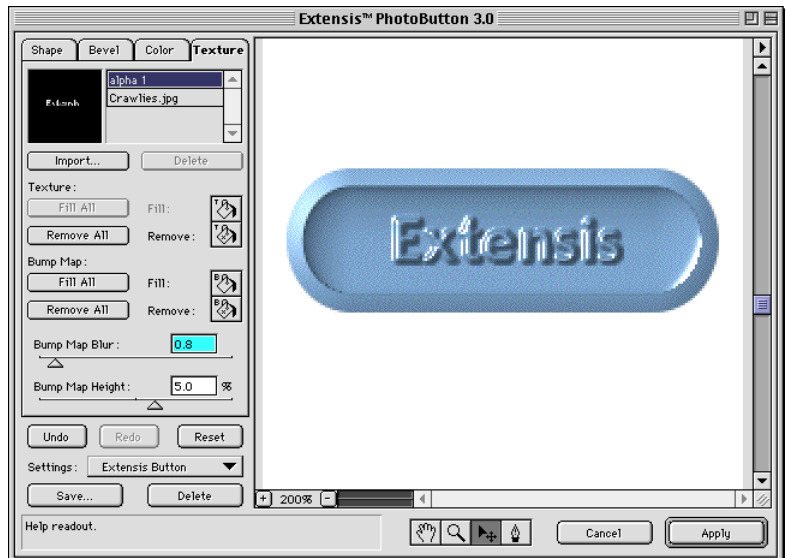 Extensis™ PhotoButton 3.0
Shape Bevel Color Texture
alpha 1
Crawlies.jpg
Extensis
Import... Delete
Texture:
Fill All Fill: T
Remove All Remove: T
Bump Map:
Fill All Fill: B
Remove All Remove: B
Bump Map Blur: 0.8
Bump Map Height: 5.0 %
Undo Redo Reset
Settings: Extensis Button
Save... Delete
Help readout.
Extensis
+ 200% -
Cancel Apply